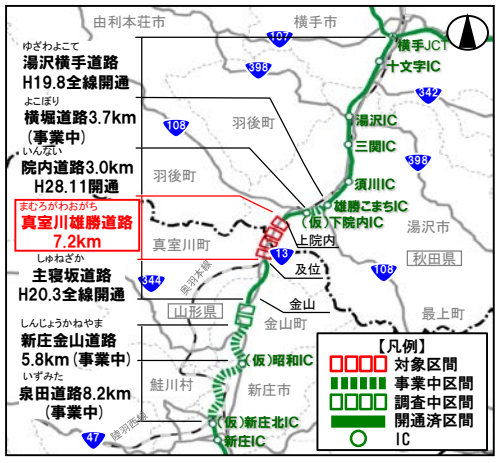 由利本荘市
横手市
107
ゆざわよこて
湯沢横手道路
H19.8全線開通
横手JCT
十文字IC
398
342
よこぼり
横堀道路3.7km
(事業中)
108
羽後町
湯沢IC
三関IC
398
いんない
院内道路3.0km
H28.11開通
羽後町
須川IC
雄勝こまちIC
(仮)下院内IC
湯沢市
まむろがわおがち
真室川雄勝道路
7.2km
真室川町
上院内
13
及位
108
秋田県
しゅねざか
主寝坂道路
H20.3全線開通
344
奥羽本線
山形県
金山
金山町
最上町
しんじょうかねやま
新庄金山道路
5.8km(事業中)
(仮)昭和IC
いずみた
泉田道路8.2km
(事業中)
鮭川村
新庄市
47
陸羽西線
(仮)新庄北IC
新庄IC
【凡例】
対象区間
事業中区間
調査中区間
開通済区間
IC